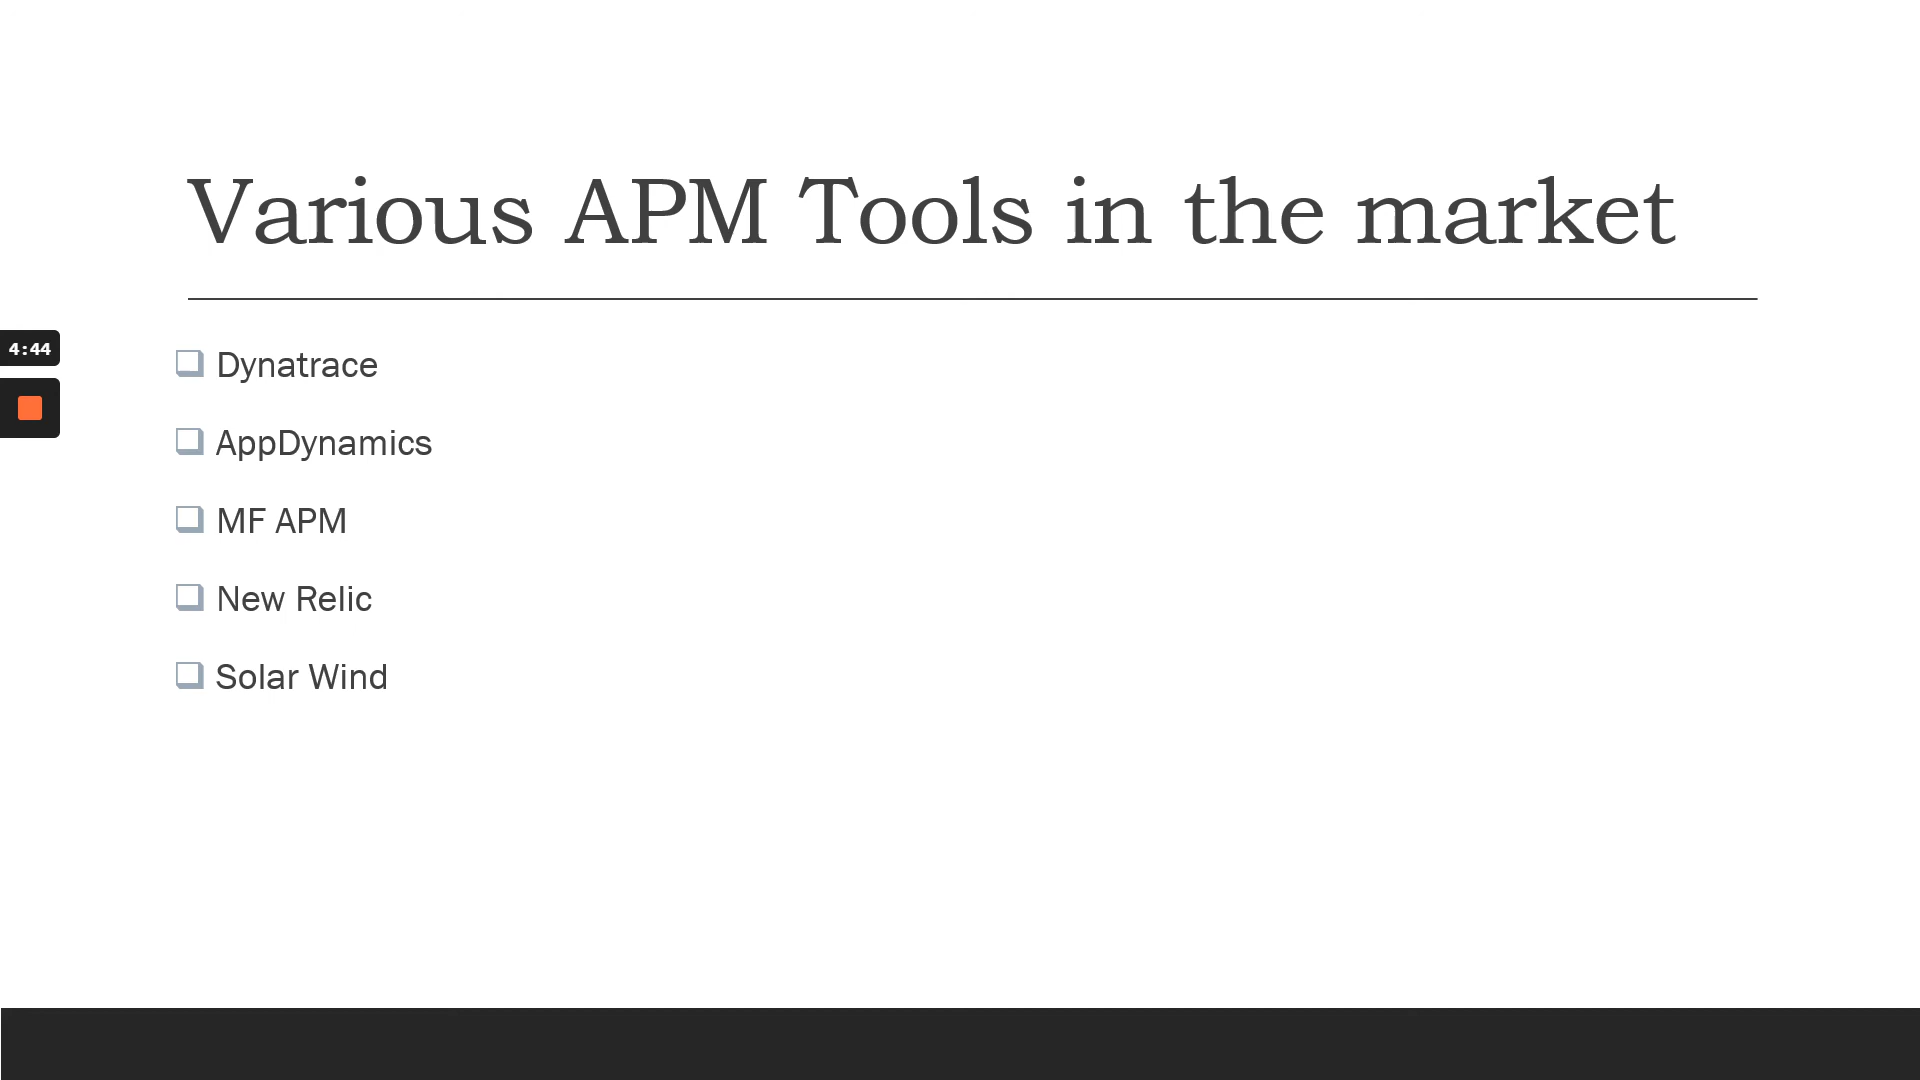 Various APM Tools in the market
4:44
Dynatrace
AppDynamics
MF APM
New Relic
Solar Wind